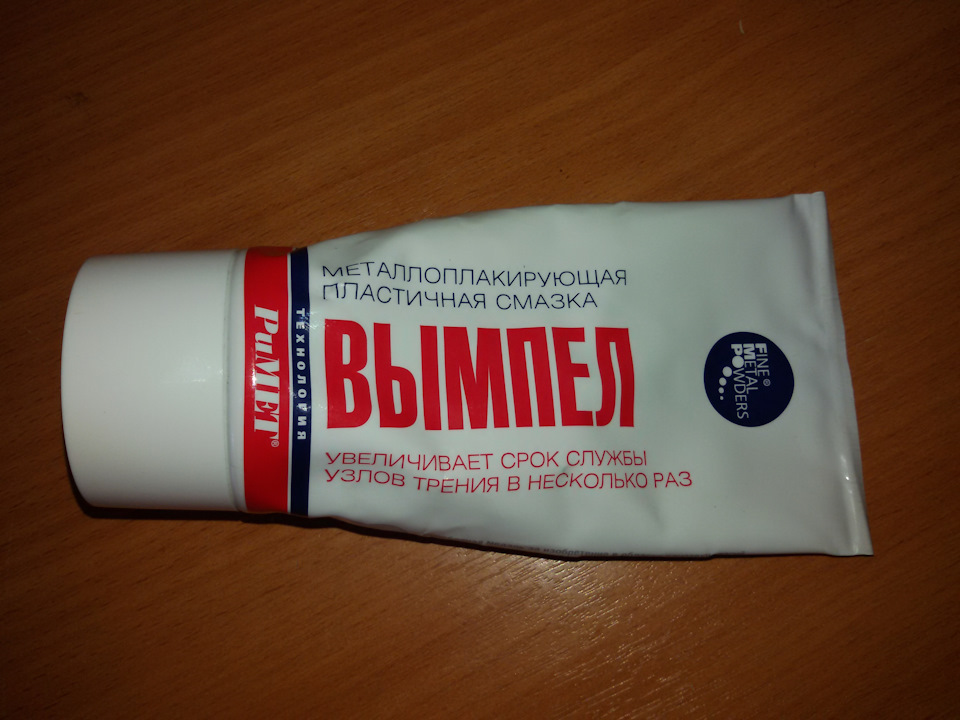 МЕТАЛЛОПЛАКИРУЮЩАЯ
ПЛАСТИЧНАЯ СМАЗКА
ВЫМПЕЛ
УВЕЛИЧИВАЕТ СРОК СЛУЖБЫ
УЗЛОВ ТРЕНИЯ В НЕСКОЛЬКО РАЗ
ТЕХНОЛОГИЯ
РиМЕТ®
FINE®
METAL
POWDERS